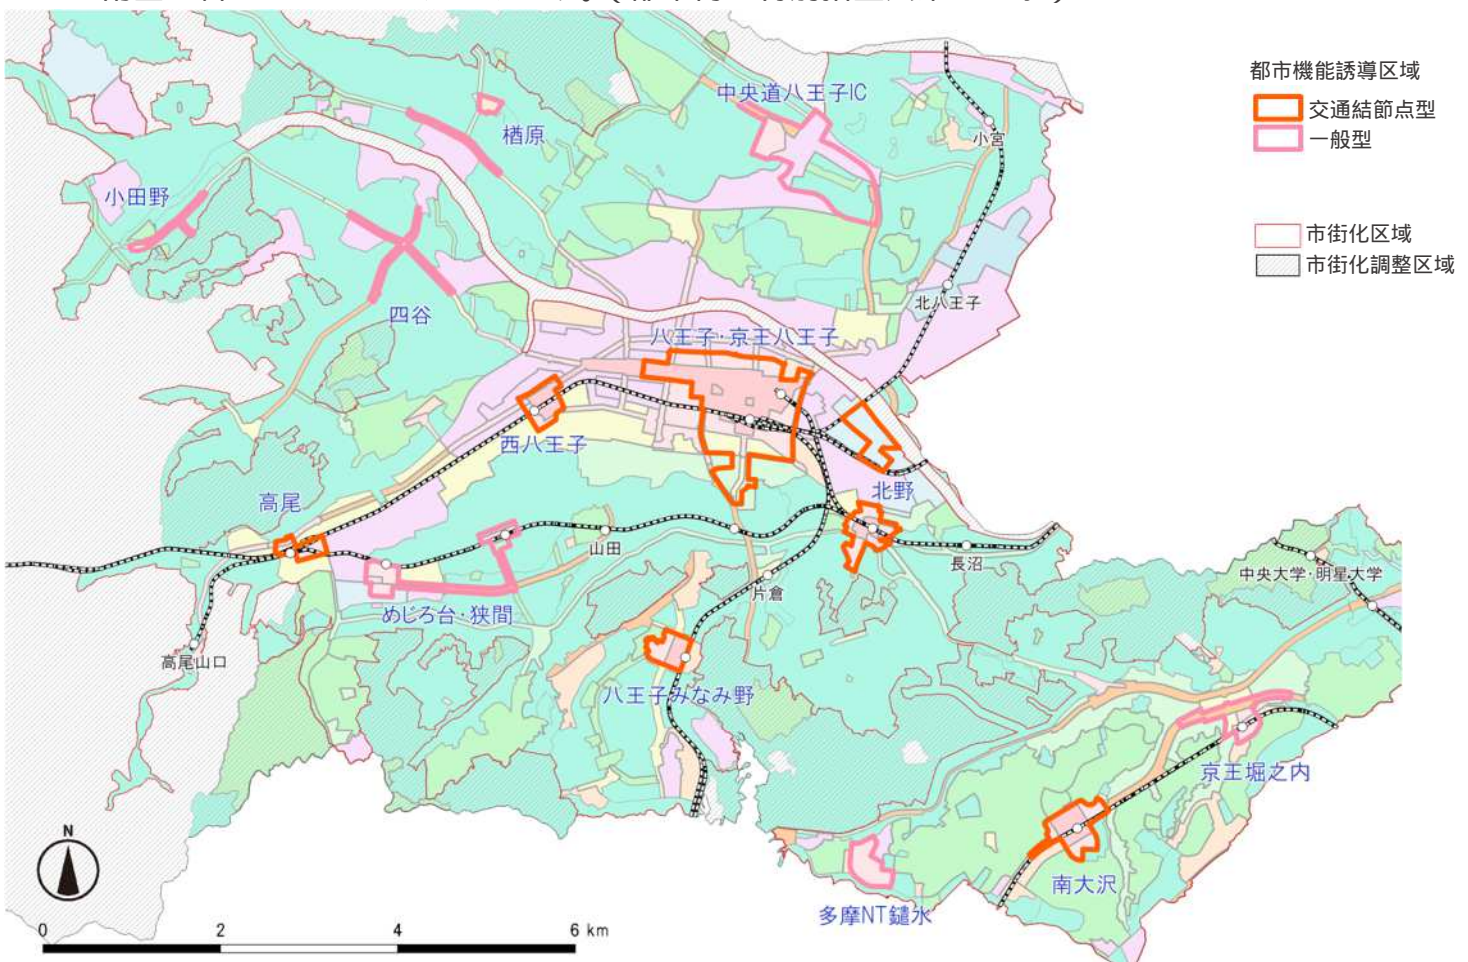 中央道八王子IC
都市機能誘導区域
交通結節点型
一般型
楢原
小宮
小田野
市街化区域
市街化調整区域
四谷
北八王子
八王子・京王八王子
西八王子
高尾
北野
山田
長沼
中央大学・明星大学
片倉
めじろ台・狭間
高尾山口
八王子みなみ野
京王堀之内
N
南大沢
多摩NT鑓水
0 2 4 6 km